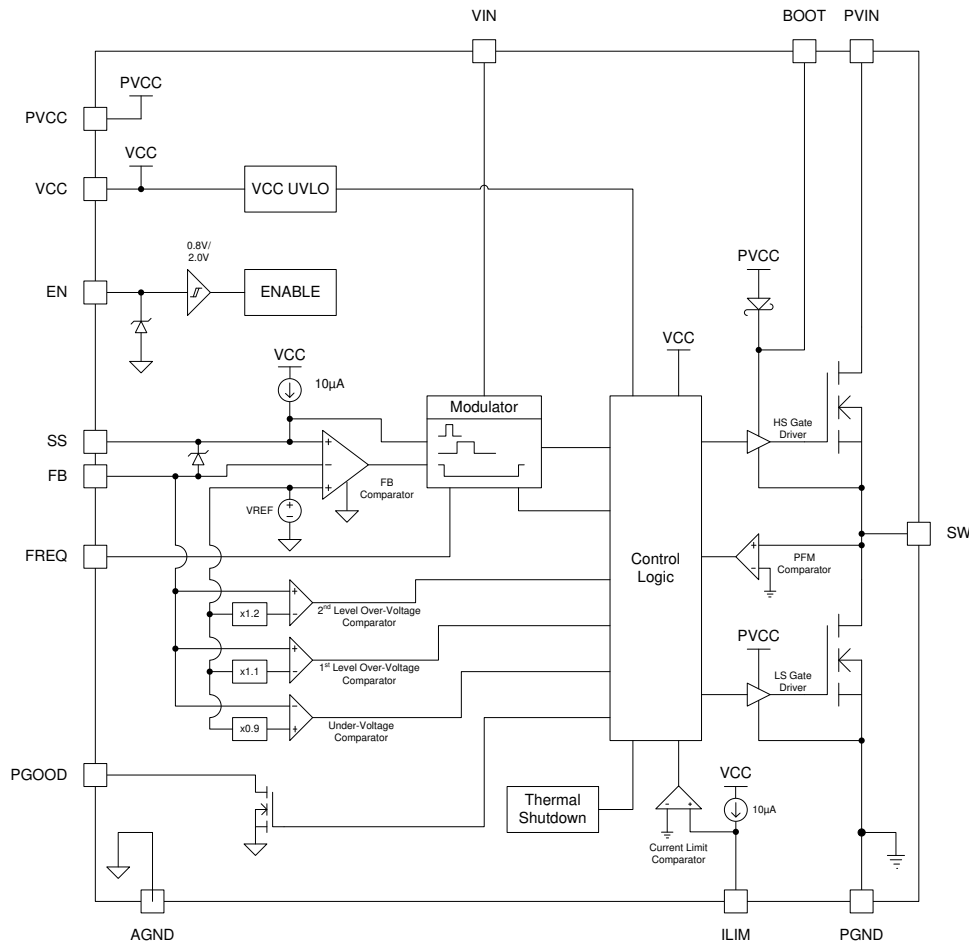 VIN
BOOT
PVIN
PVCC
PVCC
VCC
VCC
VCC UVLO
0.8V/
2.0V
EN
ENABLE
PVCC
VCC
10µA
VCC
Modulator
SS
FB
FB
Comparator
VREF
FREQ
HS Gate
Driver
SW
Control
Logic
PFM
Comparator
x1.2
2nd Level Over-Voltage
Comparator
x1.1
1st Level Over-Voltage
Comparator
x0.9
Under-Voltage
Comparator
PVCC
LS Gate
Driver
PGOOD
Thermal
Shutdown
VCC
10µA
Current Limit
Comparator
AGND
ILIM
PGND